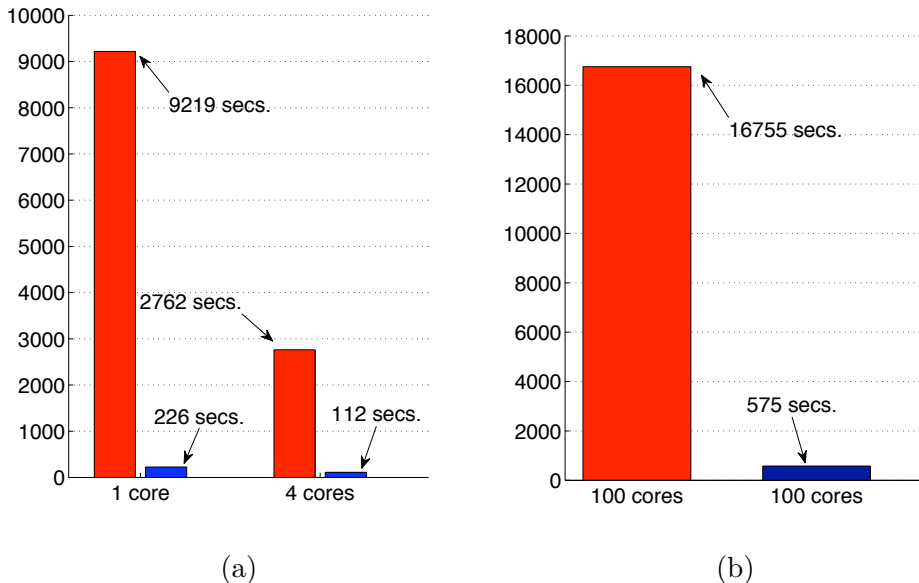 10000
9000
8000
7000
6000
5000
4000
3000
2000
1000
0
9219 secs.
2762 secs.
226 secs.
112 secs.
1 core
4 cores
(a)
18000
16000
14000
12000
10000
8000
6000
4000
2000
0
16755 secs.
575 secs.
100 cores
100 cores
(b)